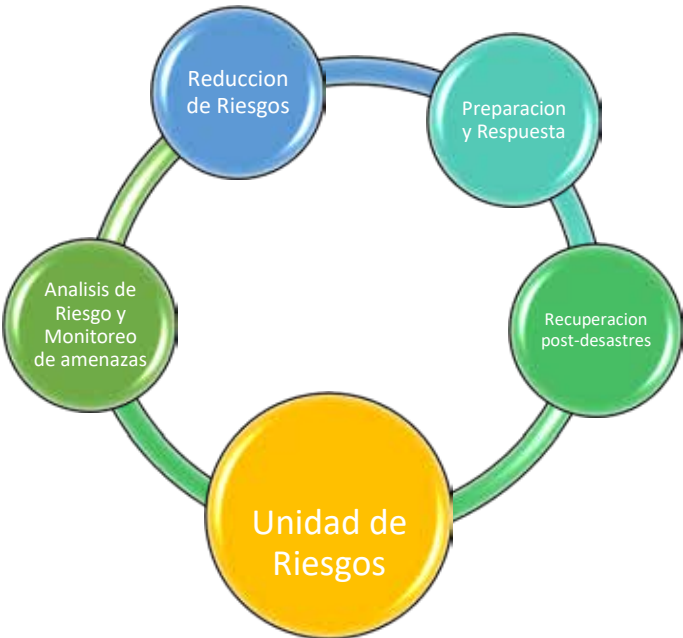 Reduccion
de Riesgos
Preparacion
y Respuesta
Analisis de
Riesgo y
Monitoreo
de amenazas
Recuperacion
post-desastres
Unidad de
Riesgos